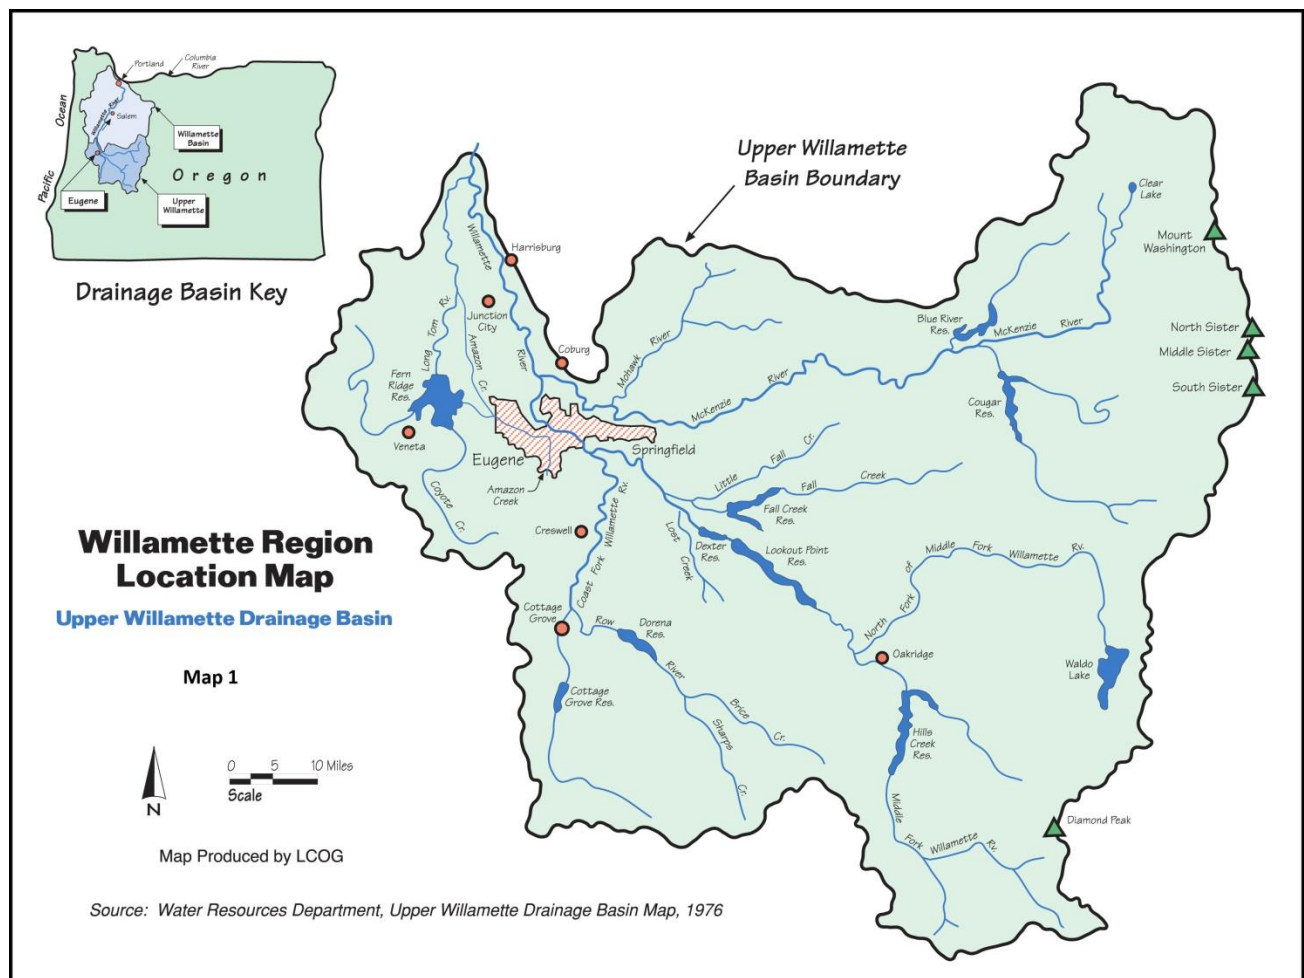 Portland
Columbia
River
Ocean
Pacific
Willamette River
Salem
Willamette
Basin
Oregon
Eugene
Upper
Willamette
Drainage Basin Key
Upper Willamette
Basin Boundary
Clear
Lake
Mount
Washington
North Sister
Middle Sister
South Sister
Blue River
Res.
McKenzie River
Cougar
Res.
Willamette River
Harrisburg
Junction
City
Coburg
Long Tom Rv.
Amazon Cr.
Fern
Ridge
Res.
Veneta
Coyote Cr.
Mohawk River
McKenzie River
Eugene
Springfield
Amazon
Creek
Little Fall Cr.
Fall Creek
Fall Creek
Res.
Creswell
Coast Fork Willamette Rv.
Lost Creek
Dexter
Res.
Lookout Point
Res.
North Fork of Middle Fork Willamette Rv.
Cottage
Grove
Row River
Dorena
Res.
Oakridge
Waldo
Lake
Cottage
Grove Res.
Brice Cr.
Sharps Cr.
Hills
Creek
Res.
Middle Fork Willamette Rv.
Diamond Peak
Willamette Region
Location Map
Upper Willamette Drainage Basin
Map 1
N
0 5 10 Miles
Scale
Map Produced by LCOG
Source: Water Resources Department, Upper Willamette Drainage Basin Map, 1976